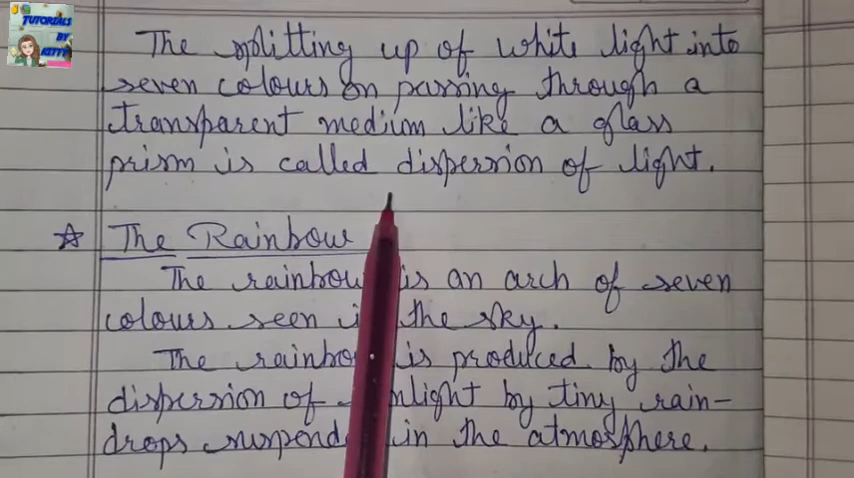 TUTORIALS
BY
KITTY
The splitting up of white light into
seven colours on passing through a
transparent medium like a glass
prism is called dispersion of light.
☆ The Rainbow
The rainbow is an arch of seven
colours seen in the sky.
The rainbow is produced by the
dispersion of sunlight by tiny rain-
drops suspended in the atmosphere.